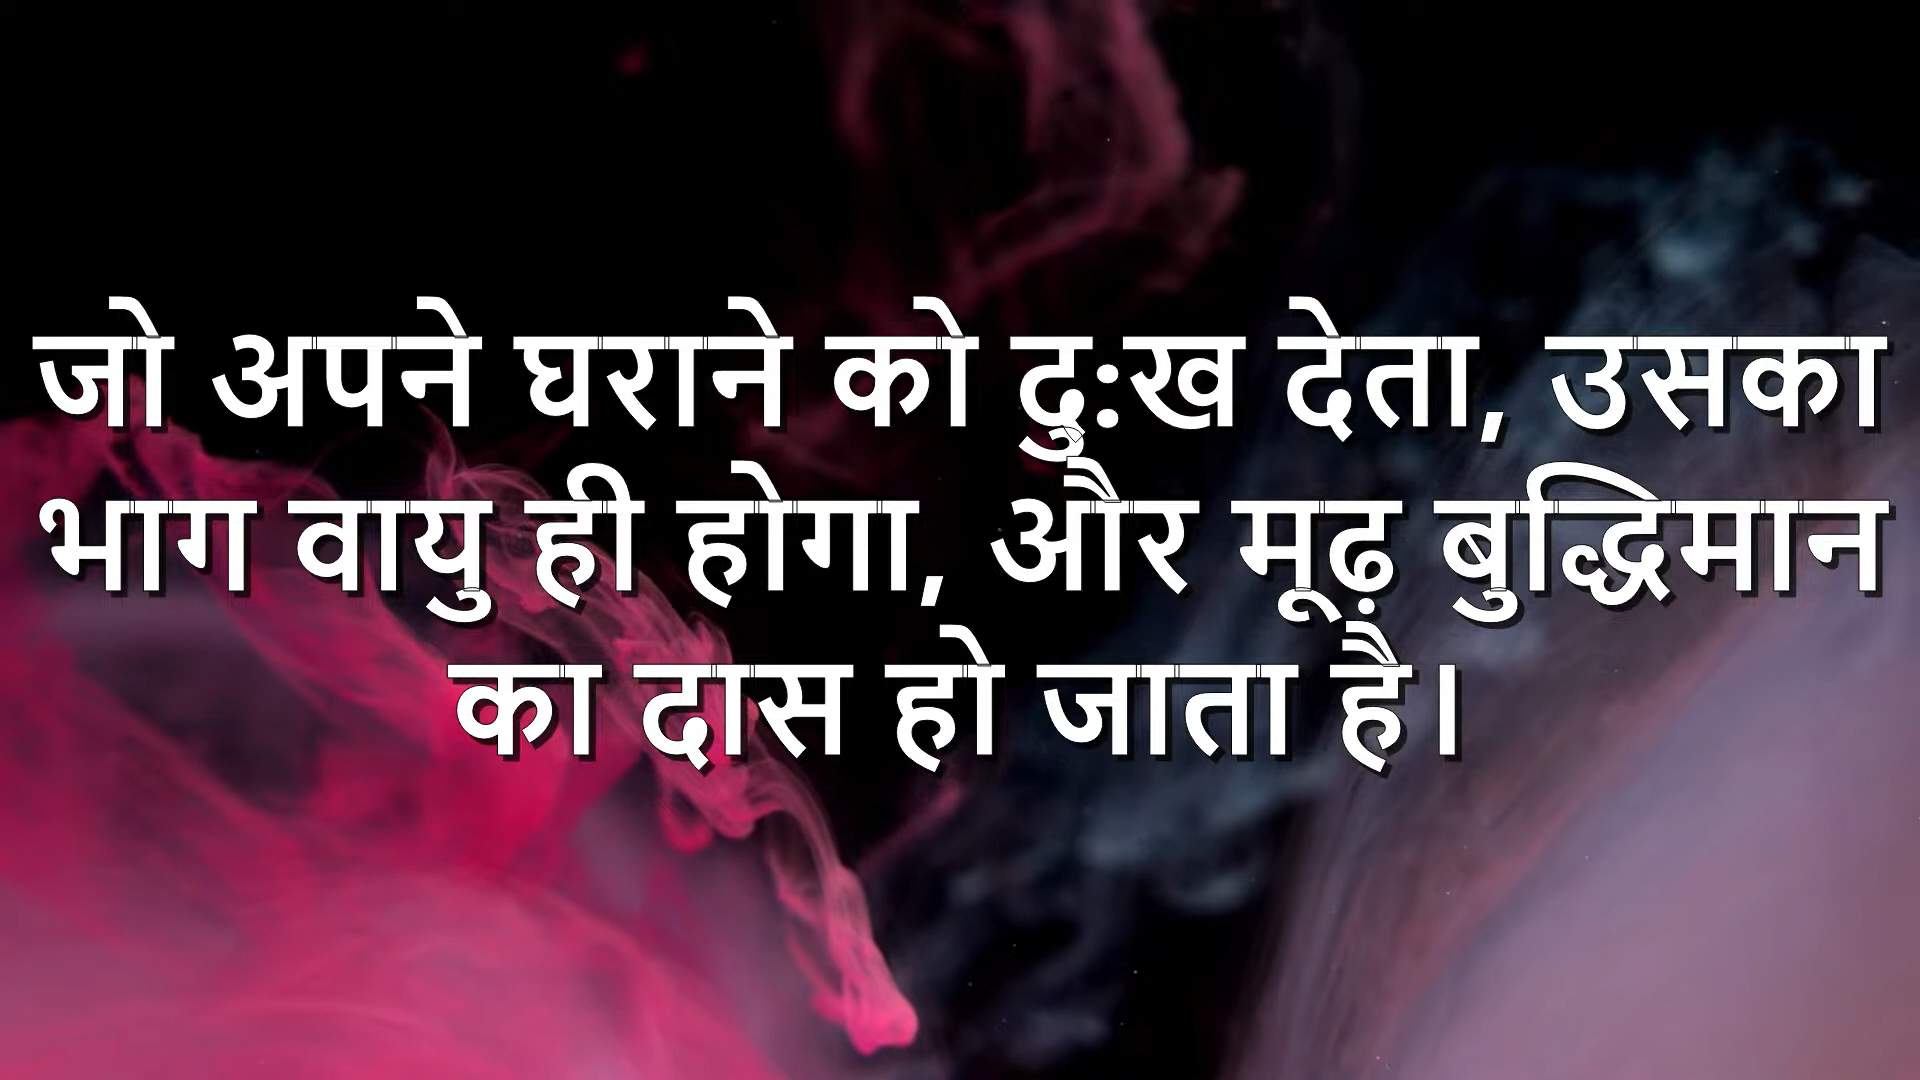 जो अपने घराने को दु:ख देता, उसका
भाग वायु ही होगा, और मूढ़ बुद्धिमान
का दास हो जाता है।